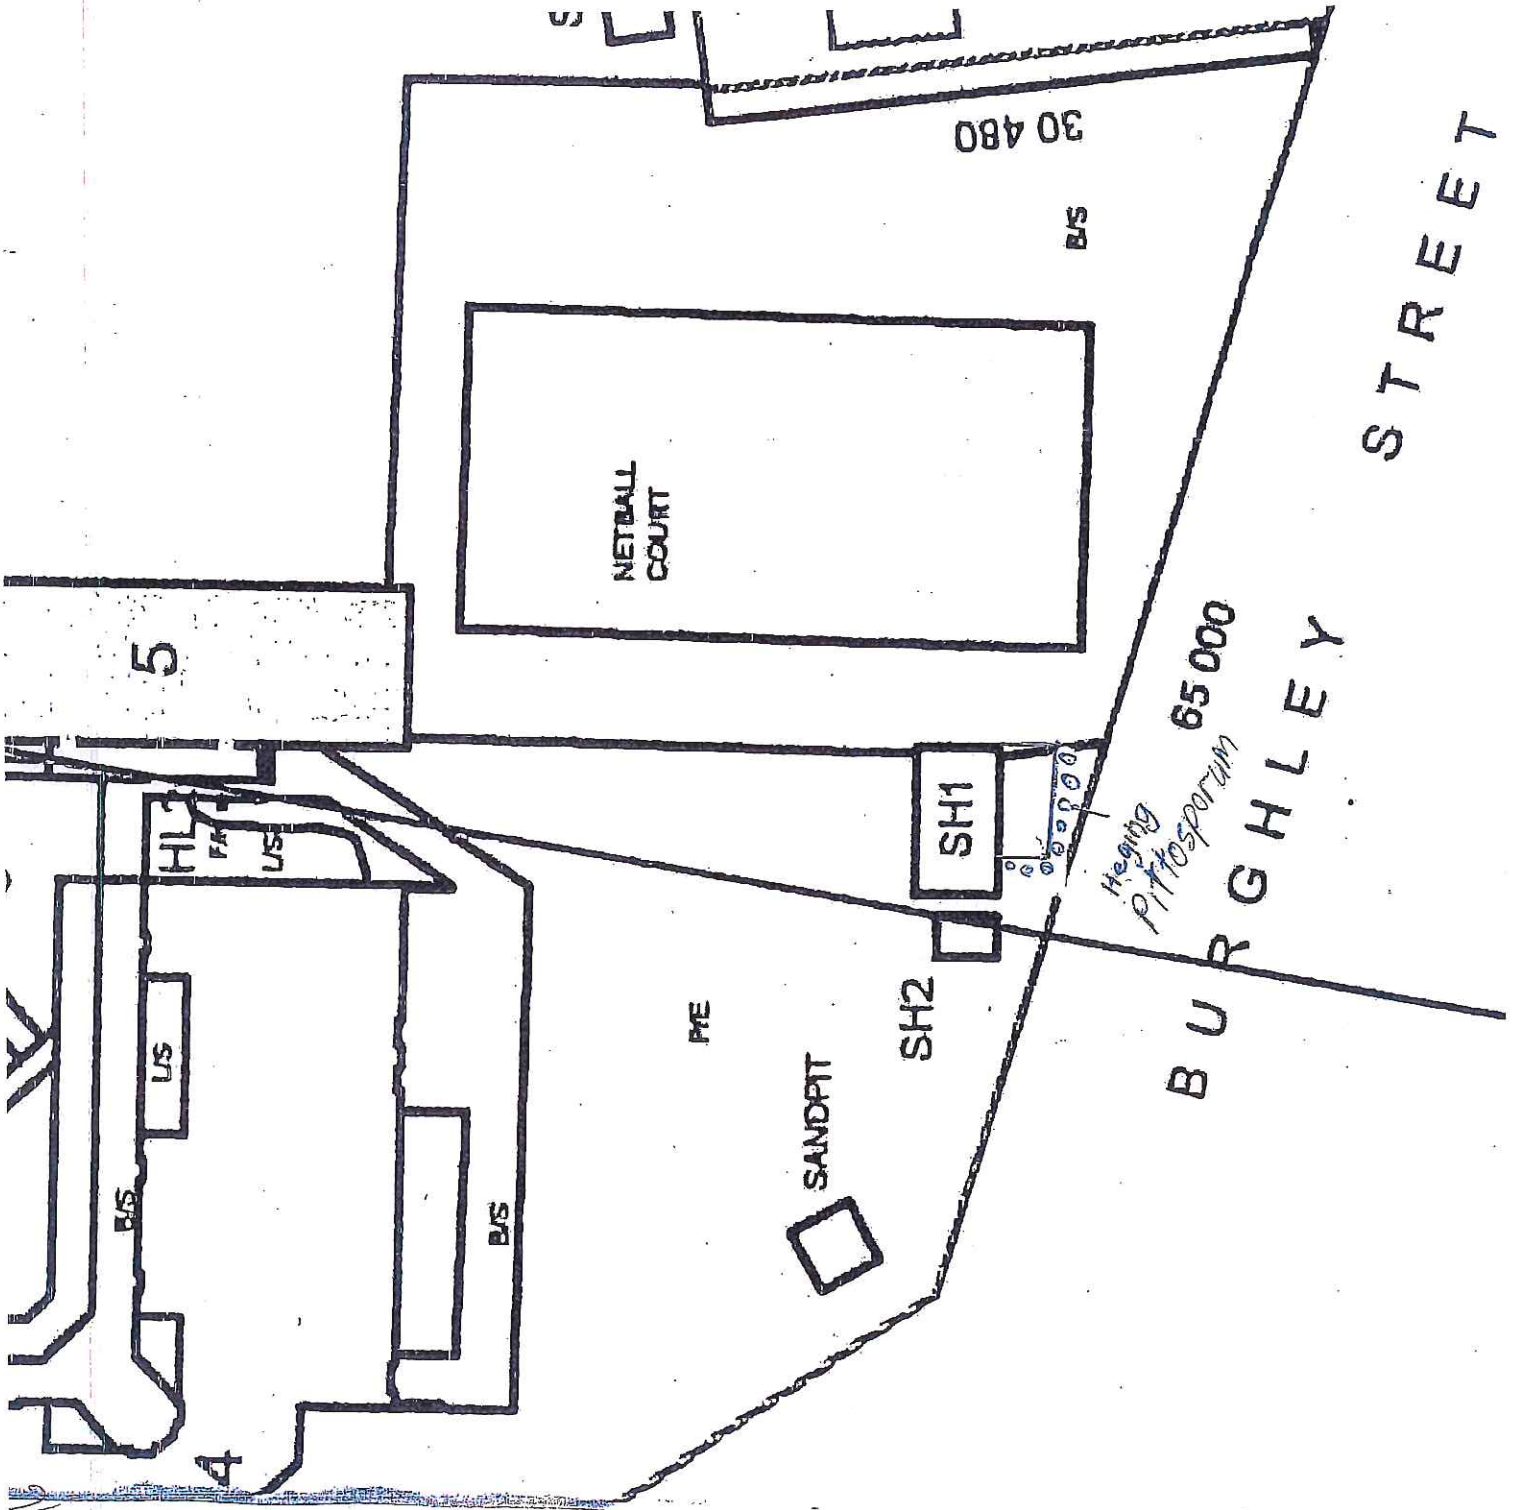 S
30 480
B/S
NETBALL
COURT
5
HL
L/S
SH1
65 000
Heging
Pittosporum
BURGHLEY STREET
SH2
P/E
L/S
SANDPIT
B/S
B/S
4